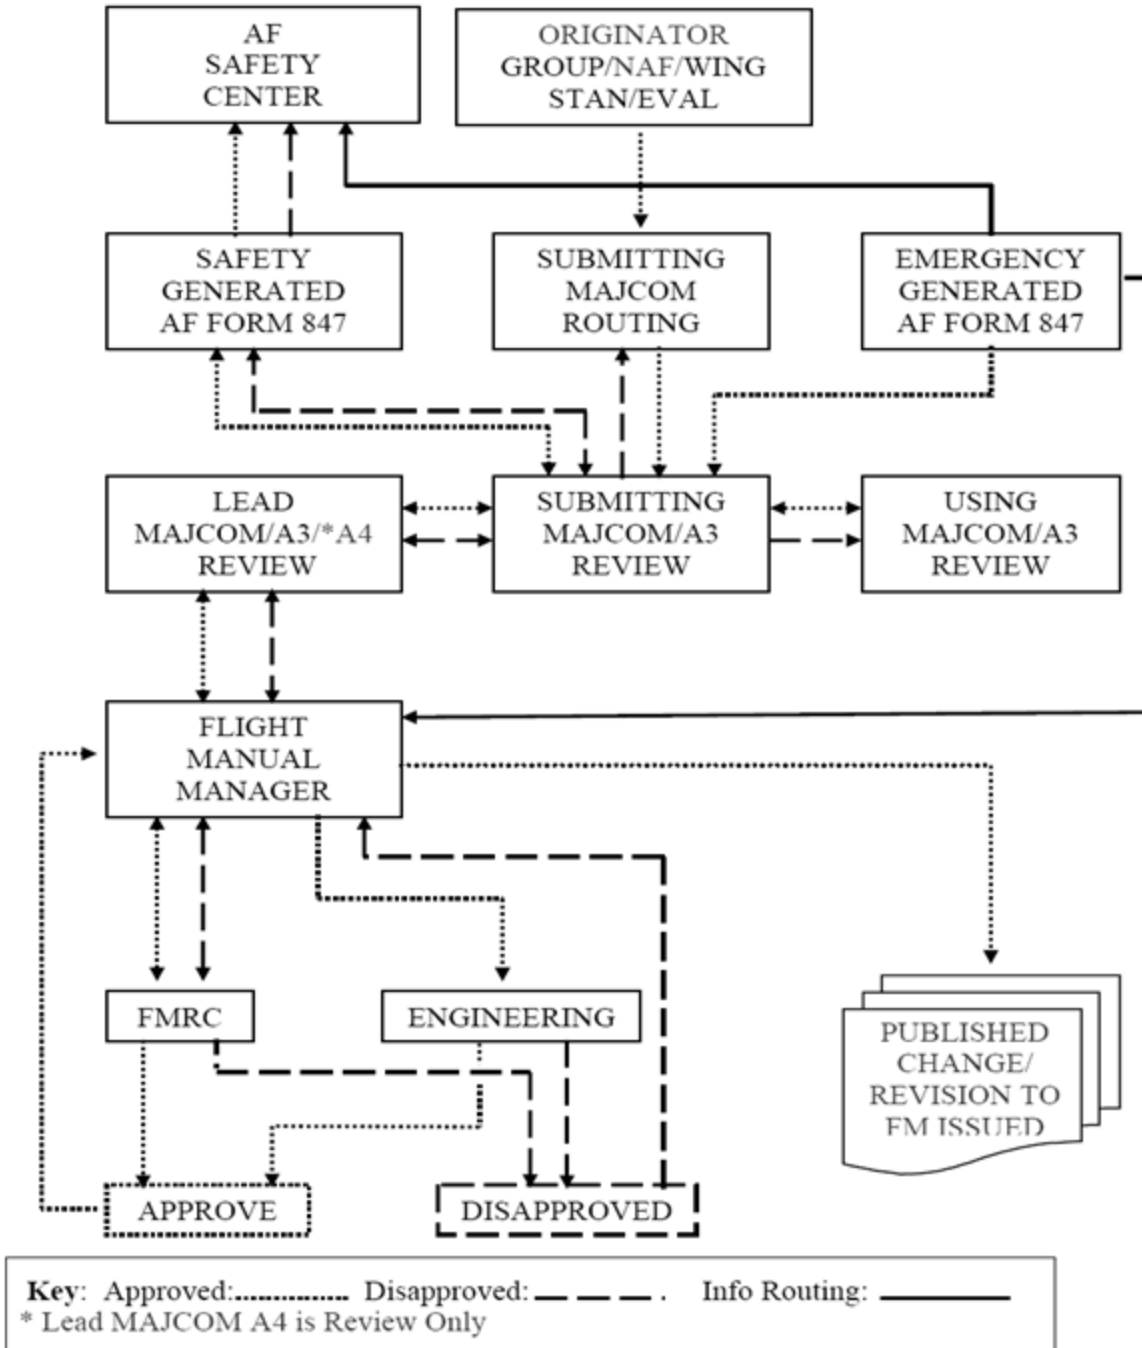 AF
SAFETY
CENTER
ORIGINATOR
GROUP/NAF/WING
STAN/EVAL
SAFETY
GENERATED
AF FORM 847
SUBMITTING
MAJCOM
ROUTING
EMERGENCY
GENERATED
AF FORM 847
LEAD
MAJCOM/A3/*A4
REVIEW
SUBMITTING
MAJCOM/A3
REVIEW
USING
MAJCOM/A3
REVIEW
FLIGHT
MANUAL
MANAGER
FMRC
ENGINEERING
PUBLISHED
CHANGE/
REVISION TO
FM ISSUED
APPROVE
DISAPPROVED
Key: Approved: Disapproved: Info Routing:
* Lead MAJCOM A4 is Review Only